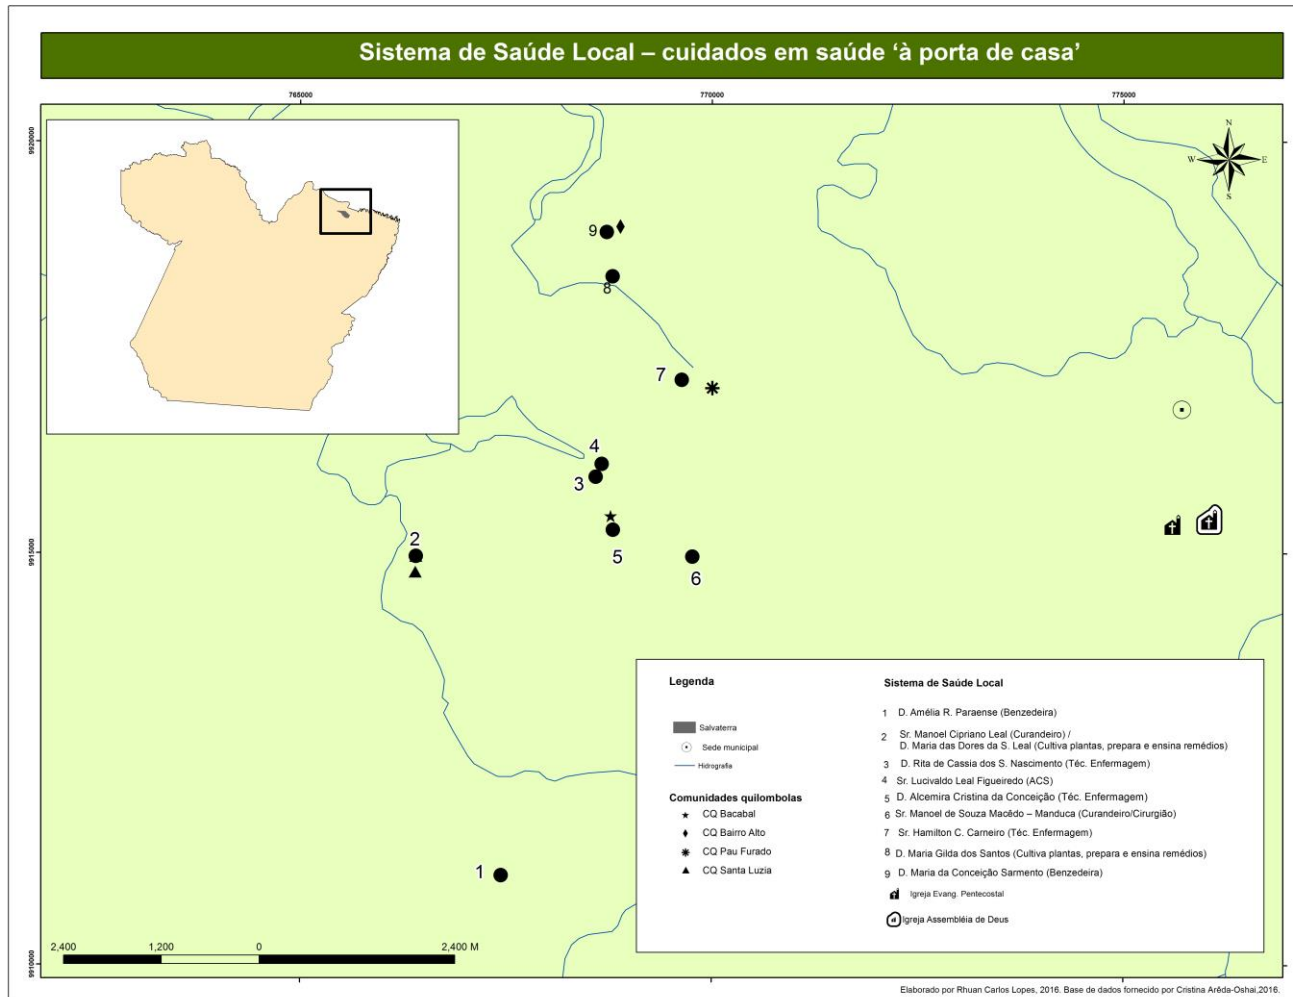 Sistema de Saúde Local – cuidados em saúde ‘à porta de casa’
765000
770000
775000
9920000
N
W
E
S
9
8
7
4
3
9915000
2
5
6
Legenda
Salvaterra
Sede municipal
Hidrografia
Comunidades quilombolas
CQ Bacabal
CQ Bairro Alto
CQ Pau Furado
CQ Santa Luzia
Sistema de Saúde Local
1 D. Amélia R. Paraense (Benzedeira)
2 Sr. Manoel Cipriano Leal (Curandeiro) /
D. Maria das Dores da S. Leal (Cultiva plantas, prepara e ensina remédios)
3 D. Rita de Cassia dos S. Nascimento (Téc. Enfermagem)
4 Sr. Lucivaldo Leal Figueiredo (ACS)
5 D. Alcemira Cristina da Conceição (Téc. Enfermagem)
6 Sr. Manoel de Souza Macêdo – Manduca (Curandeiro/Cirurgião)
7 Sr. Hamilton C. Carneiro (Téc. Enfermagem)
8 D. Maria Gilda dos Santos (Cultiva plantas, prepara e ensina remédios)
9 D. Maria da Conceição Sarmento (Benzedeira)
Igreja Evang. Pentecostal
Igreja Assembléia de Deus
1
2,400 1,200 0 2,400 M
9910000
Elaborado por Rhuan Carlos Lopes, 2016. Base de dados fornecido por Cristina Arêda-Oshai,2016.